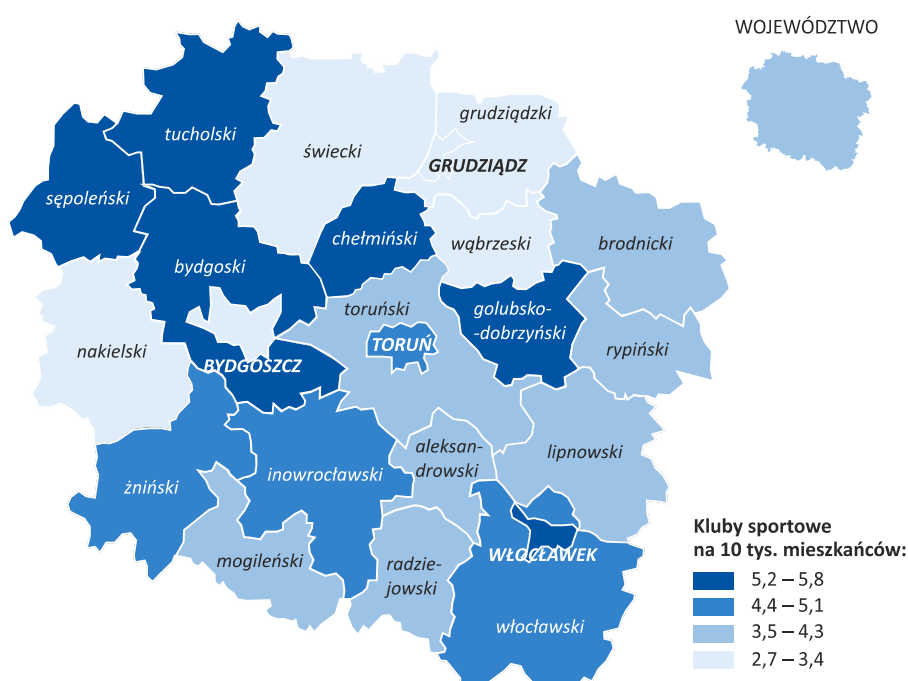 WOJEWÓDZTWO
grudziądzki
tucholski
świecki
GRUDZIĄDZ
sępoleński
chełmiński
wąbrzeski
brodnicki
bydgoski
toruński
golubsko-
-dobrzyński
TORUŃ
nakielski
rypiński
BYDGOSZCZ
aleksan-
drowski
lipnowski
inowrocławski
żniński
Kluby sportowe
na 10 tys. mieszkańców:
WŁOCŁAWEK
mogileński
radzie-
jowski
5,2 – 5,8
4,4 – 5,1
włocławski
3,5 – 4,3
2,7 – 3,4